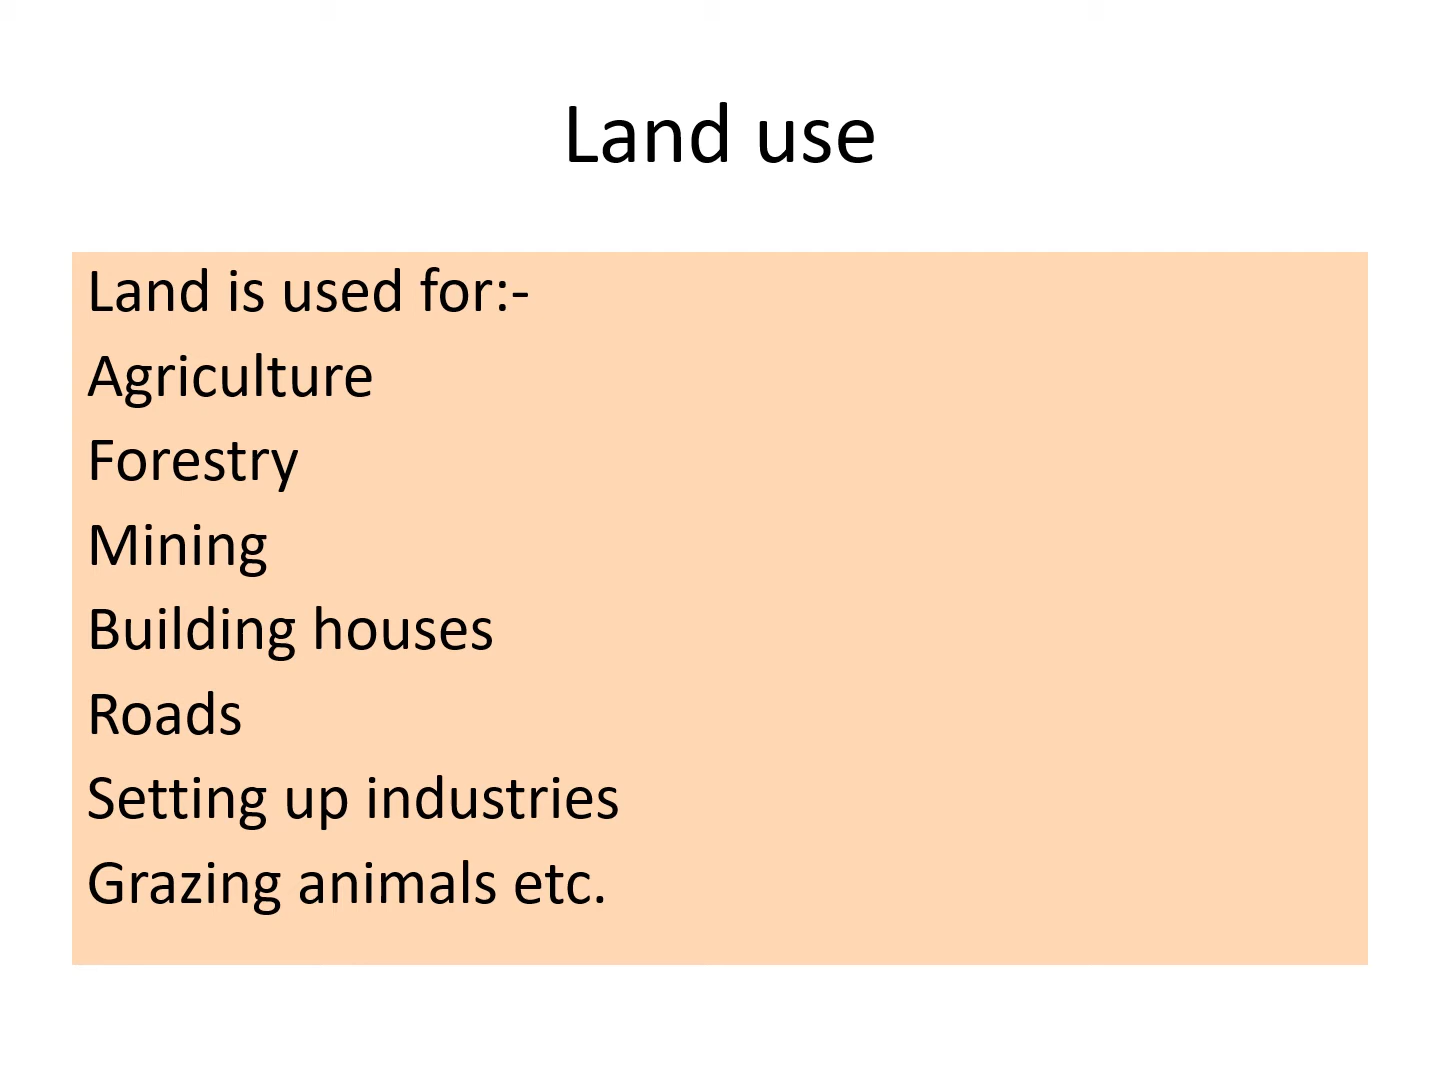 Land use
Land is used for:-
Agriculture
Forestry
Mining
Building houses
Roads
Setting up industries
Grazing animals etc.